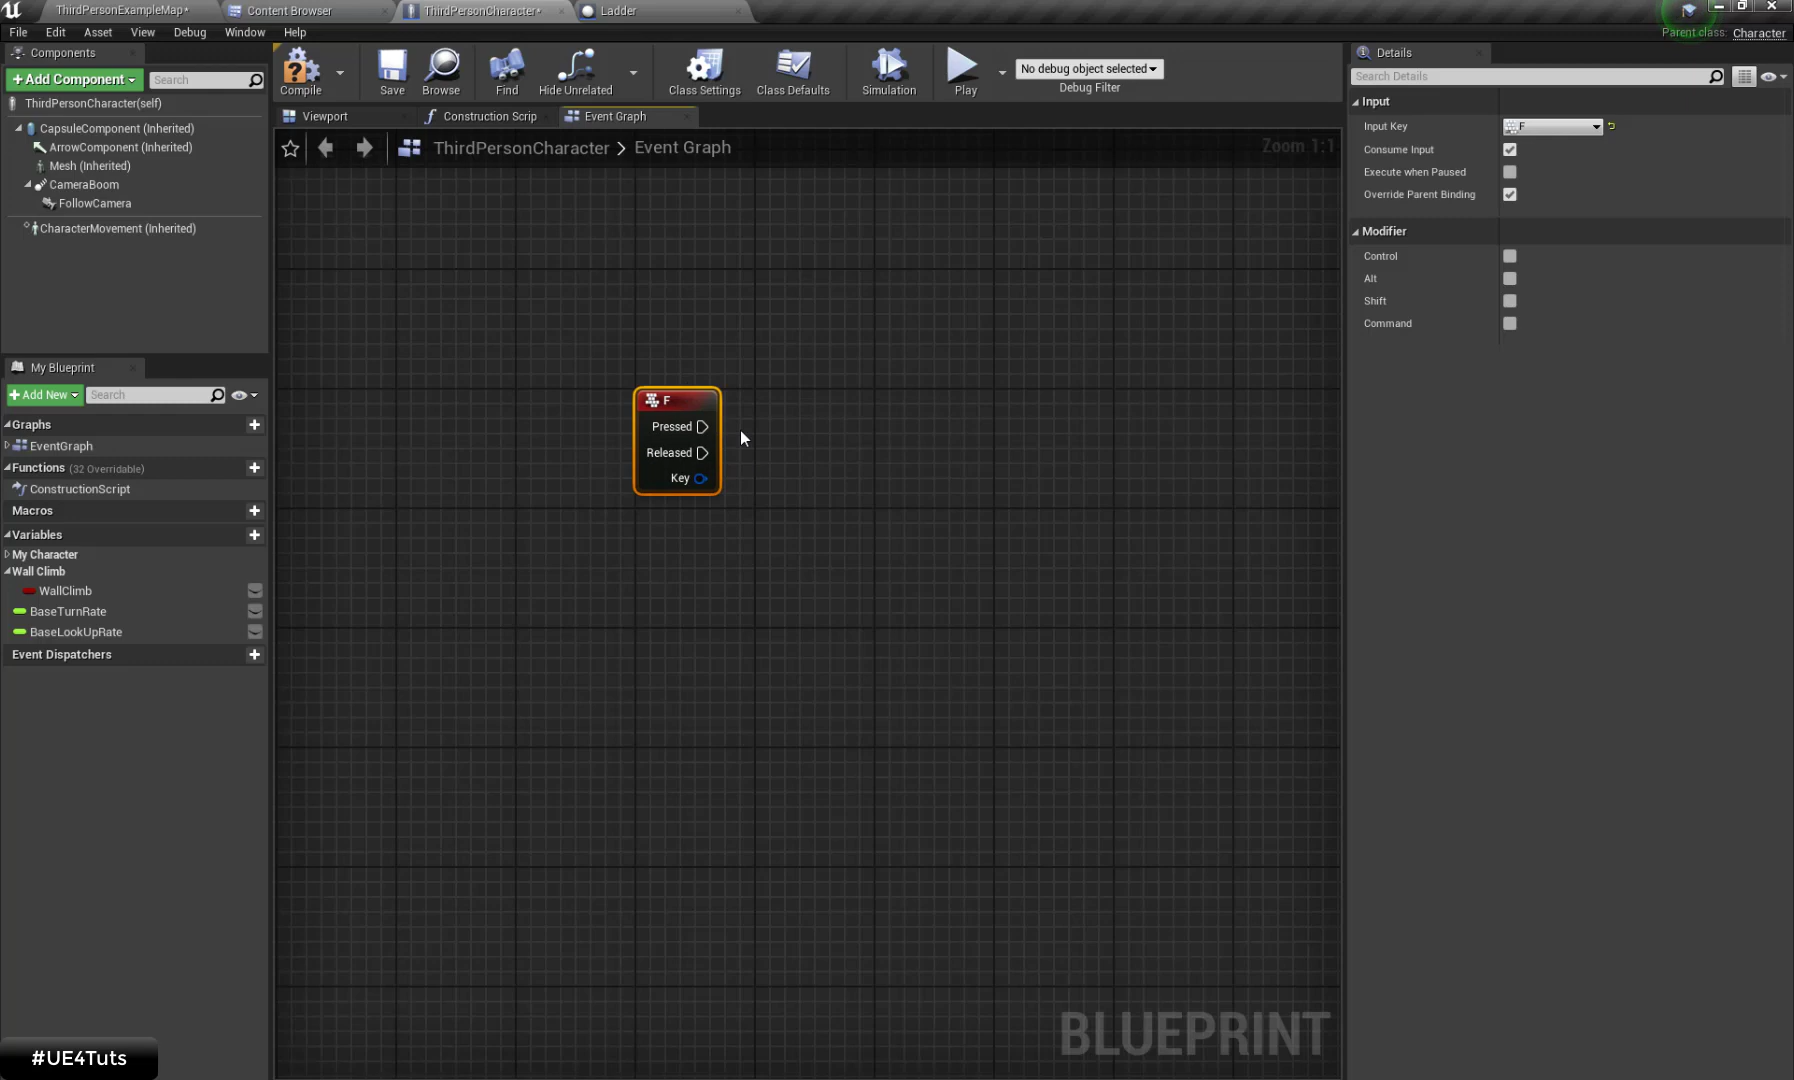 ThirdPersonExampleMap*
Content Browser
ThirdPersonCharacter*
Ladder
File Edit Asset View Debug Window Help
Parent class: Character
Components
Add Component
Search
ThirdPersonCharacter(self)
CapsuleComponent (Inherited)
ArrowComponent (Inherited)
Mesh (Inherited)
CameraBoom
FollowCamera
CharacterMovement (Inherited)
My Blueprint
+Add New
Search
Graphs
EventGraph
Functions (32 Overridable)
ConstructionScript
Macros
Variables
My Character
Wall Climb
WallClimb
BaseTurnRate
BaseLookUpRate
Event Dispatchers
#UE4Tuts
Compile
Save
Browse
Find
Hide Unrelated
Class Settings
Class Defaults
Simulation
Play
No debug object selected
Debug Filter
Viewport
Construction Scrip
Event Graph
ThirdPersonCharacter > Event Graph
Zoom 1:1
F
Pressed
Released
Key
BLUEPRINT
Details
Search Details
Input
Input Key F
Consume Input
Execute when Paused
Override Parent Binding
Modifier
Control
Alt
Shift
Command